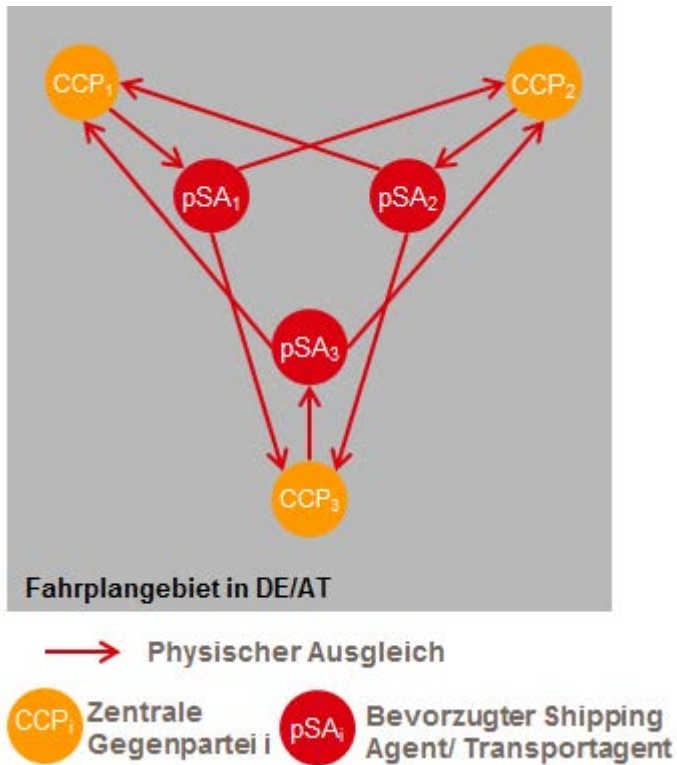 CCP₁
CCP₂
pSA₁
pSA₂
pSA₃
CCP₃
Fahrplangebiet in DE/AT
Physischer Ausgleich
CCPᵢ
Zentrale
Gegenpartei i
pSAᵢ
Bevorzugter Shipping
Agent/ Transportagent